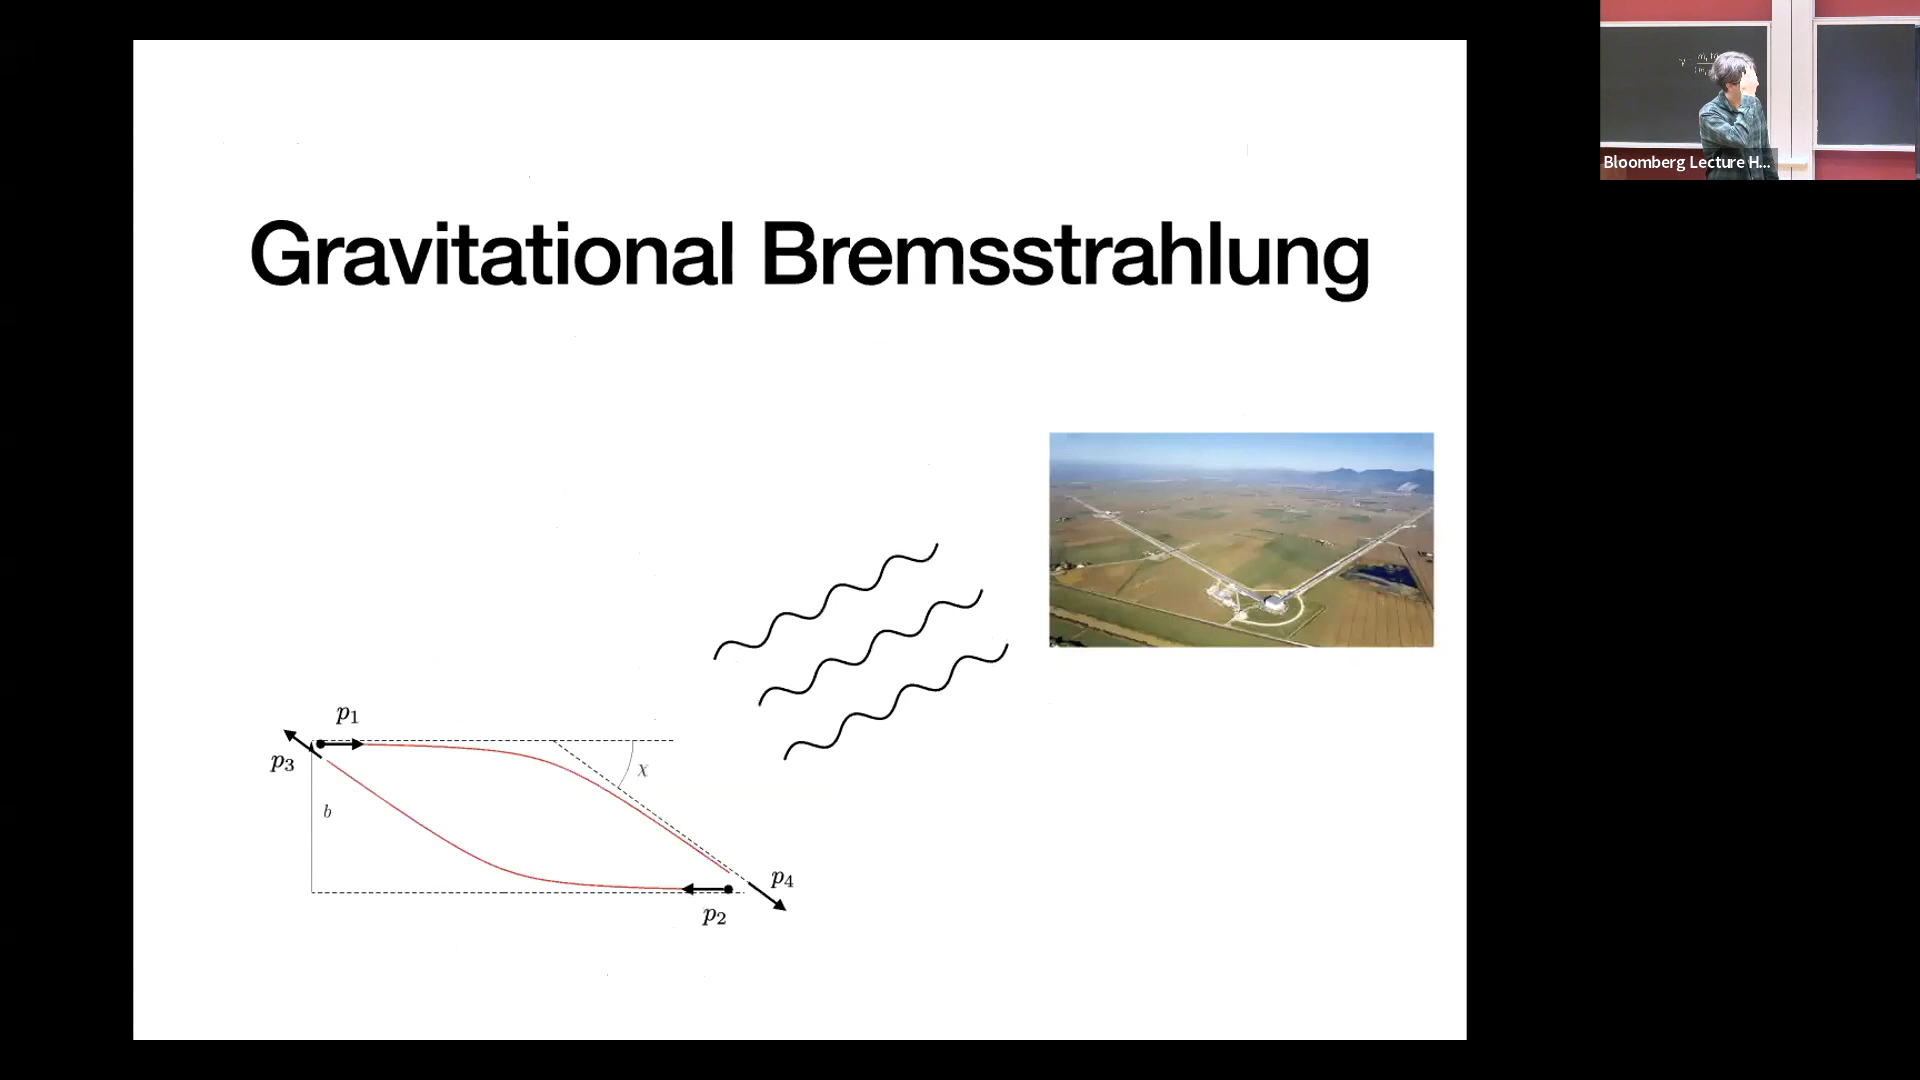 Gravitational Bremsstrahlung
p₁
p₃
χ
b
p₄
p₂
Bloomberg Lecture H...